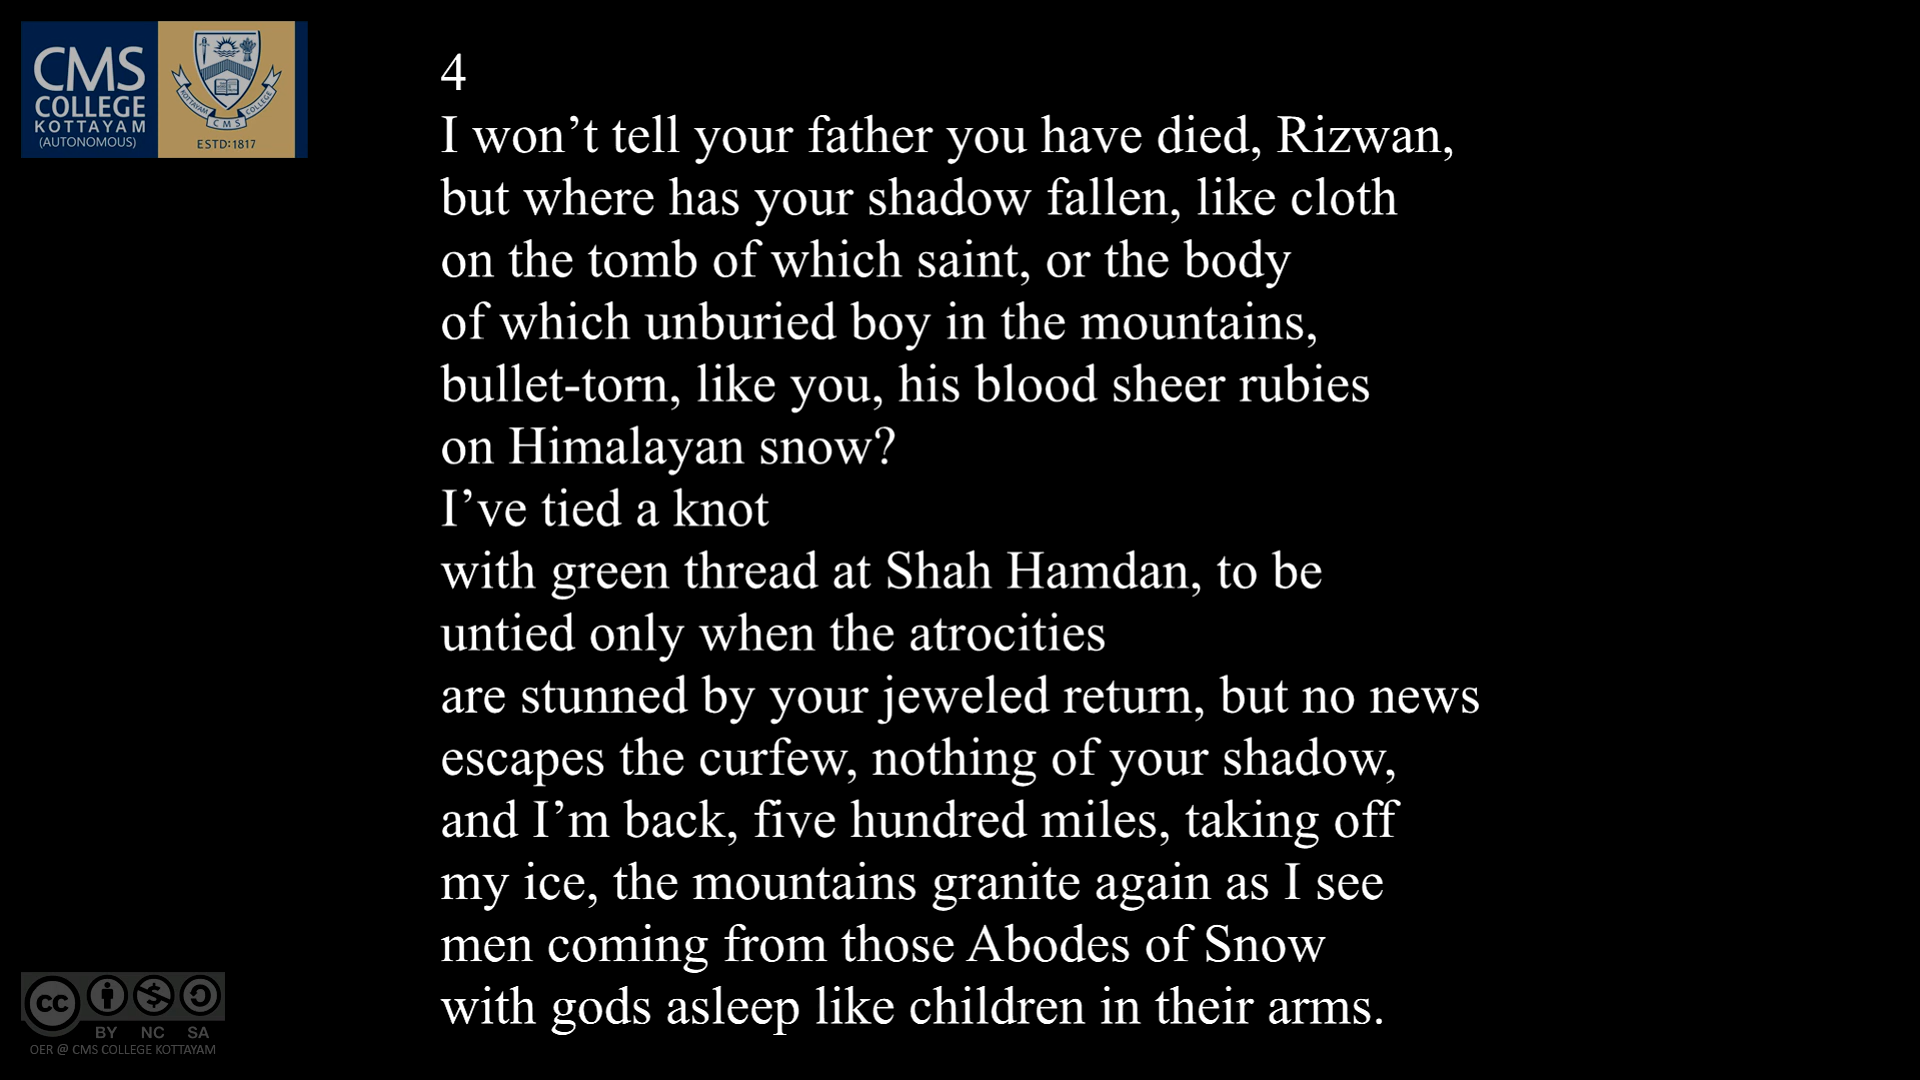 CMS
COLLEGE
KOTTAYAM
(AUTONOMOUS)
KOTTAYAM CMS COLLEGE
ESTD:1817
4
I won’t tell your father you have died, Rizwan,
but where has your shadow fallen, like cloth
on the tomb of which saint, or the body
of which unburied boy in the mountains,
bullet-torn, like you, his blood sheer rubies
on Himalayan snow?
I’ve tied a knot
with green thread at Shah Hamdan, to be
untied only when the atrocities
are stunned by your jeweled return, but no news
escapes the curfew, nothing of your shadow,
and I’m back, five hundred miles, taking off
my ice, the mountains granite again as I see
men coming from those Abodes of Snow
with gods asleep like children in their arms.
cc
BY NC SA
OER @ CMS COLLEGE KOTTAYAM